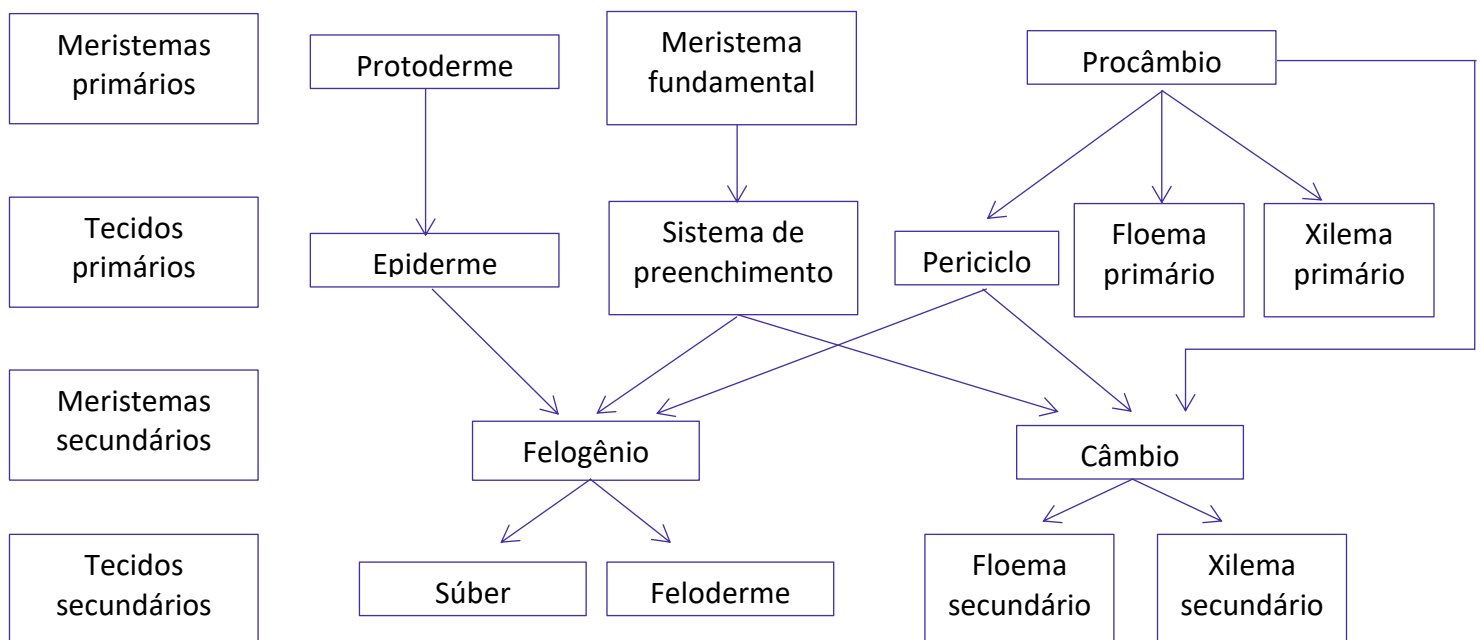 Meristemas
primários
Protoderme
Meristema
fundamental
Procâmbio
Tecidos
primários
Epiderme
Sistema de
preenchimento
Periciclo
Floema
primário
Xilema
primário
Meristemas
secundários
Felogênio
Câmbio
Tecidos
secundários
Súber
Feloderme
Floema
secundário
Xilema
secundário